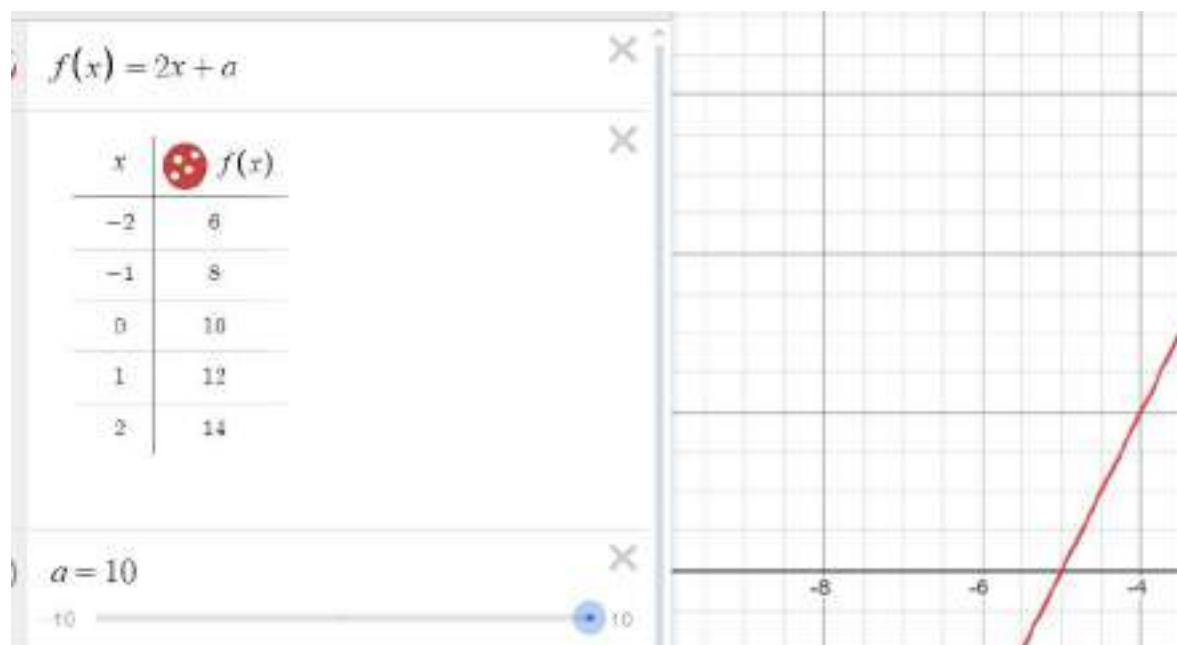 f(x) = 2x + a
x f(x)
−2 6
−1 8
0 10
1 12
2 14
a = 10
-10 10
-8 -6 -4